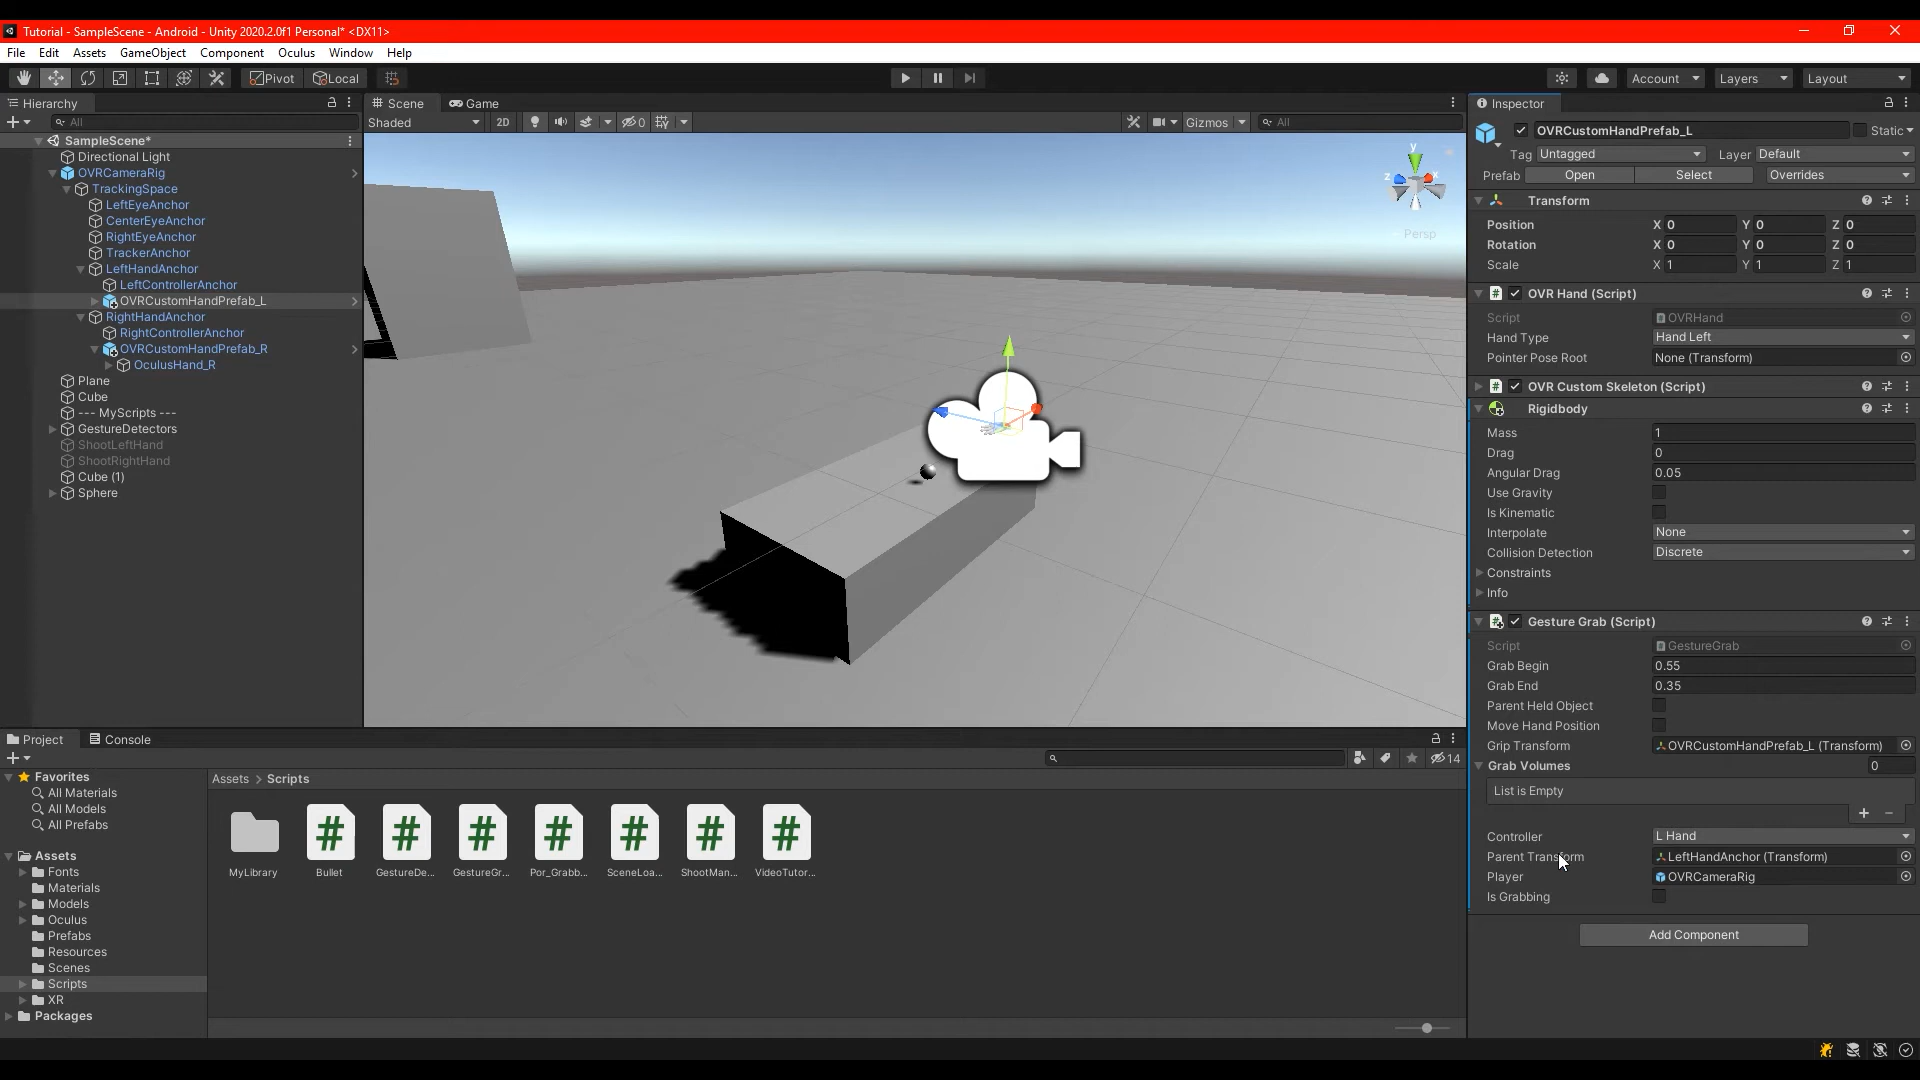 Tutorial - SampleScene - Android - Unity 2020.2.0f1 Personal* <DX11>
File Edit Assets GameObject Component Oculus Window Help
Pivot Local Account Layers Layout
Hierarchy
All
SampleScene*
Directional Light
OVRCameraRig
TrackingSpace
LeftEyeAnchor
CenterEyeAnchor
RightEyeAnchor
TrackerAnchor
LeftHandAnchor
LeftControllerAnchor
OVRCustomHandPrefab_L
RightHandAnchor
RightControllerAnchor
OVRCustomHandPrefab_R
OculusHand_R
Plane
Cube
--- MyScripts ---
GestureDetectors
ShootLeftHand
ShootRightHand
Cube (1)
Sphere
Scene Game
Shaded 2D 0 Gizmos All
y
z x
Persp
Inspector
OVRCustomHandPrefab_L Static
Tag Untagged Layer Default
Prefab Open Select Overrides
Transform
Position X 0 Y 0 Z 0
Rotation X 0 Y 0 Z 0
Scale X 1 Y 1 Z 1
OVR Hand (Script)
Script OVRHand
Hand Type Hand Left
Pointer Pose Root None (Transform)
OVR Custom Skeleton (Script)
Rigidbody
Mass 1
Drag 0
Angular Drag 0.05
Use Gravity
Is Kinematic
Interpolate None
Collision Detection Discrete
Constraints
Info
Gesture Grab (Script)
Script GestureGrab
Grab Begin 0.55
Grab End 0.35
Parent Held Object
Move Hand Position
Grip Transform OVRCustomHandPrefab_L (Transform)
Grab Volumes 0
List is Empty
Controller L Hand
Parent Transform LeftHandAnchor (Transform)
Player OVRCameraRig
Is Grabbing
Add Component
Project Console
14
Favorites
All Materials
All Models
All Prefabs
Assets
Fonts
Materials
Models
Oculus
Prefabs
Resources
Scenes
Scripts
XR
Packages
Assets > Scripts
MyLibrary Bullet GestureDe... GestureGr... Por_Grabb... SceneLoa... ShootMan... VideoTutor...